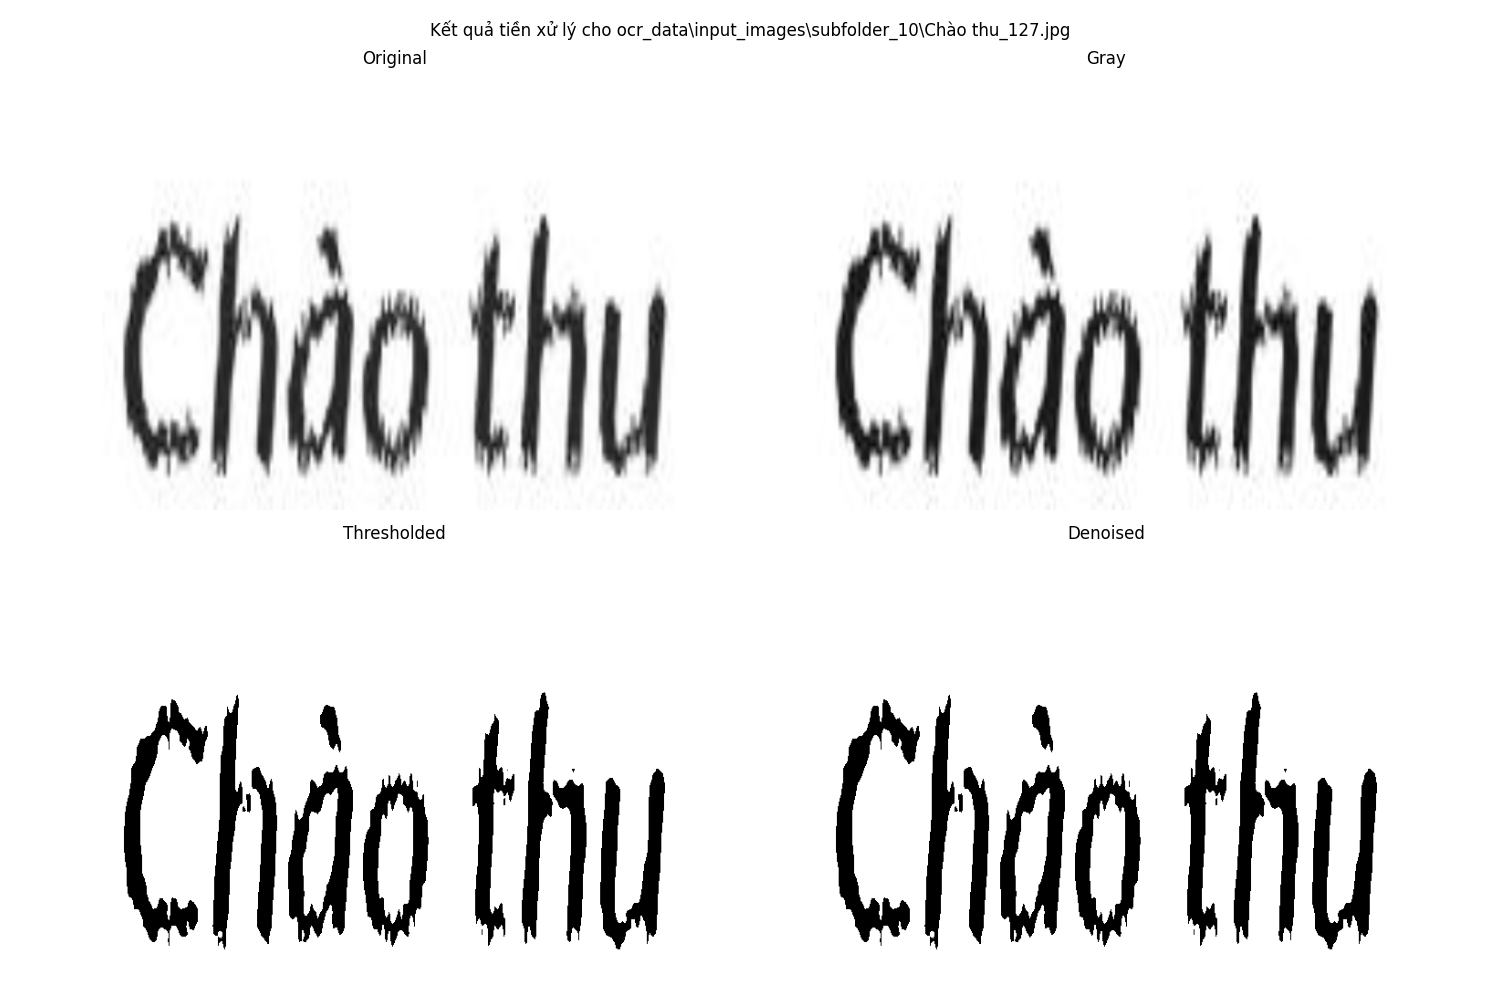 Kết quả tiền xử lý cho ocr_data\input_images\subfolder_10\Chào thu_127.jpg
Original
Gray
Chào thu
Chào thu
Thresholded
Denoised
Chào thu
Chào thu